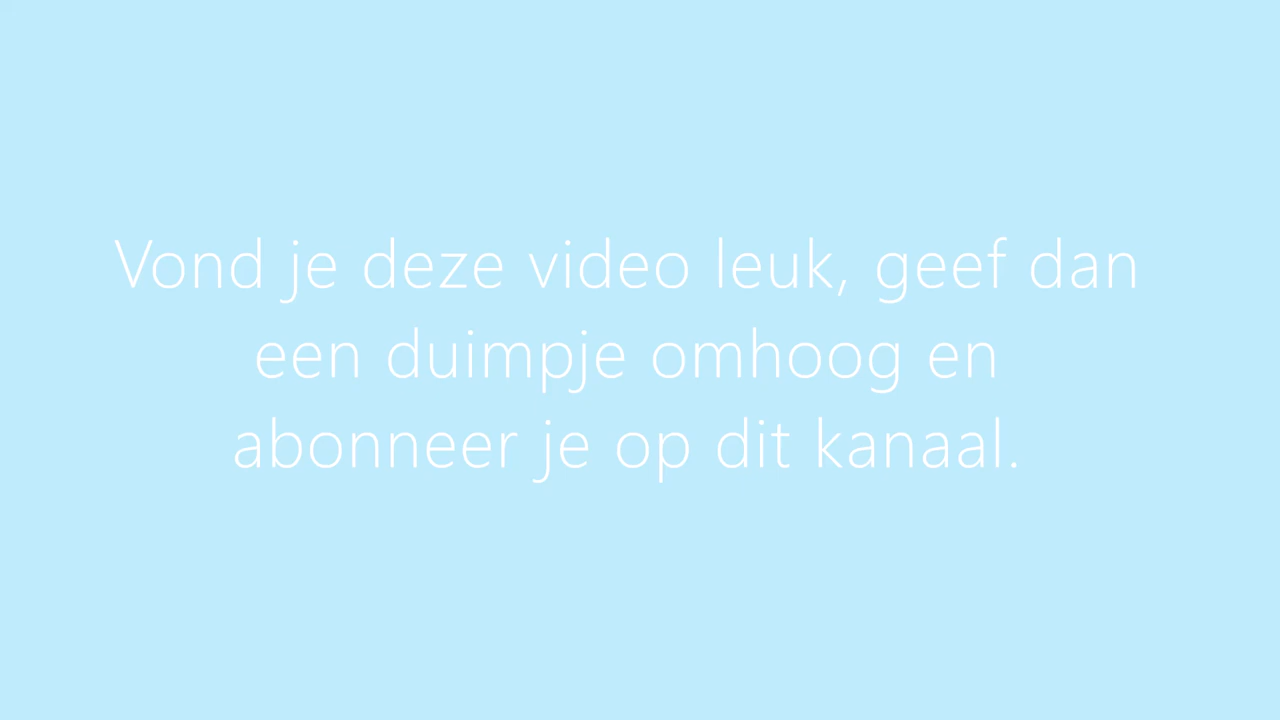 Vond je deze video leuk, geef dan
een duimpje omhoog en
abonneer je op dit kanaal.